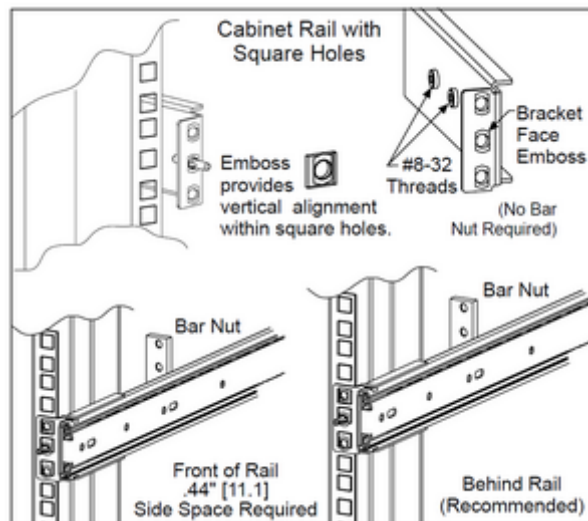 Cabinet Rail with
Square Holes
Emboss
provides
vertical alignment
within square holes.
#8-32
Threads
Bracket
Face
Emboss
(No Bar
Nut Required)
Bar Nut
Front of Rail
.44" [11.1]
Side Space Required
Bar Nut
Behind Rail
(Recommended)